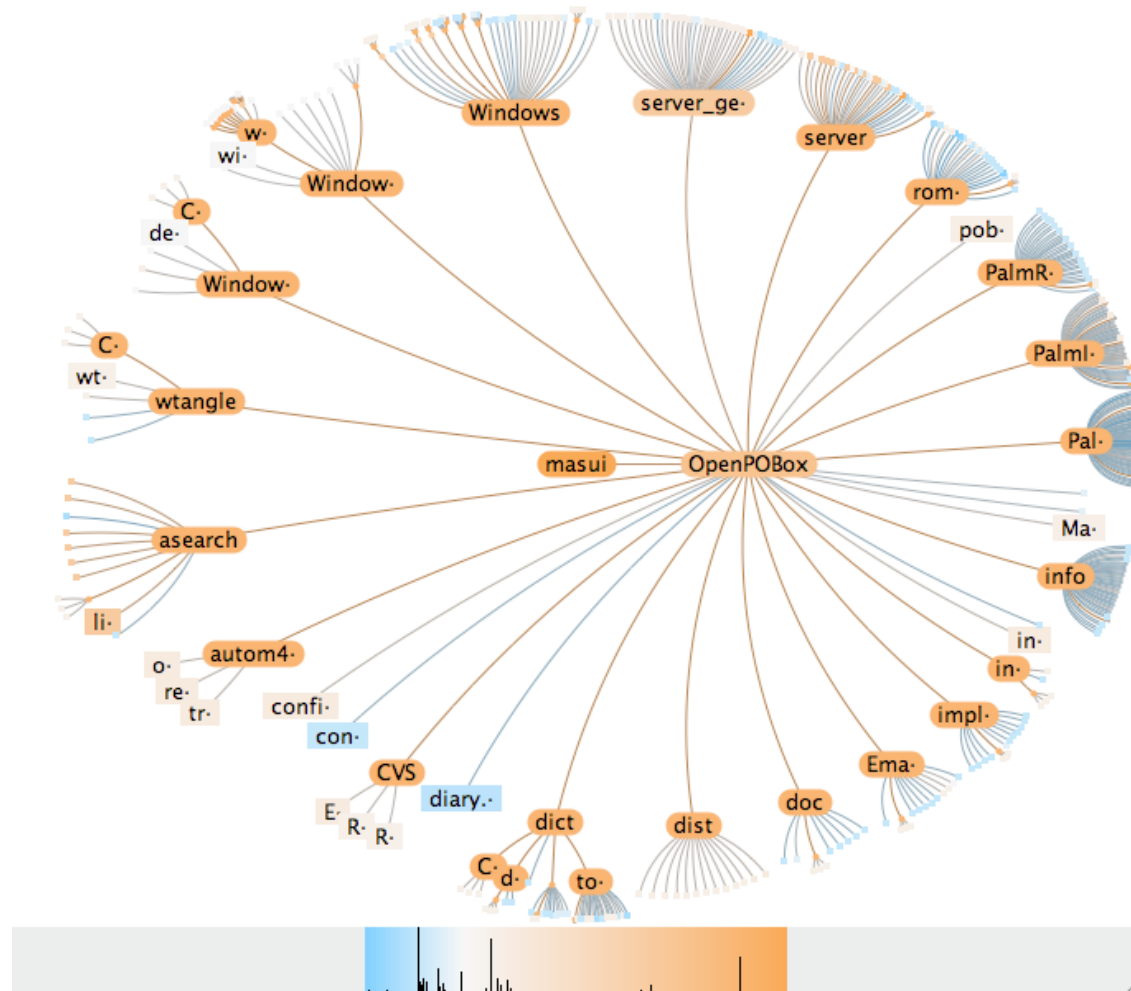 Windows
server_ge·
server
w·
wi·
Window·
rom·
C·
de·
pob·
Window·
PalmR·
C·
PalmI·
wt·
wtangle
Pal·
masui
OpenPOBox
Ma·
asearch
info
li·
in·
autom4·
o·
in·
re·
confi·
tr·
impl·
con·
CVS
Ema·
diary.·
E·
doc
R·
dict
dist
R·
C·
d·
to·